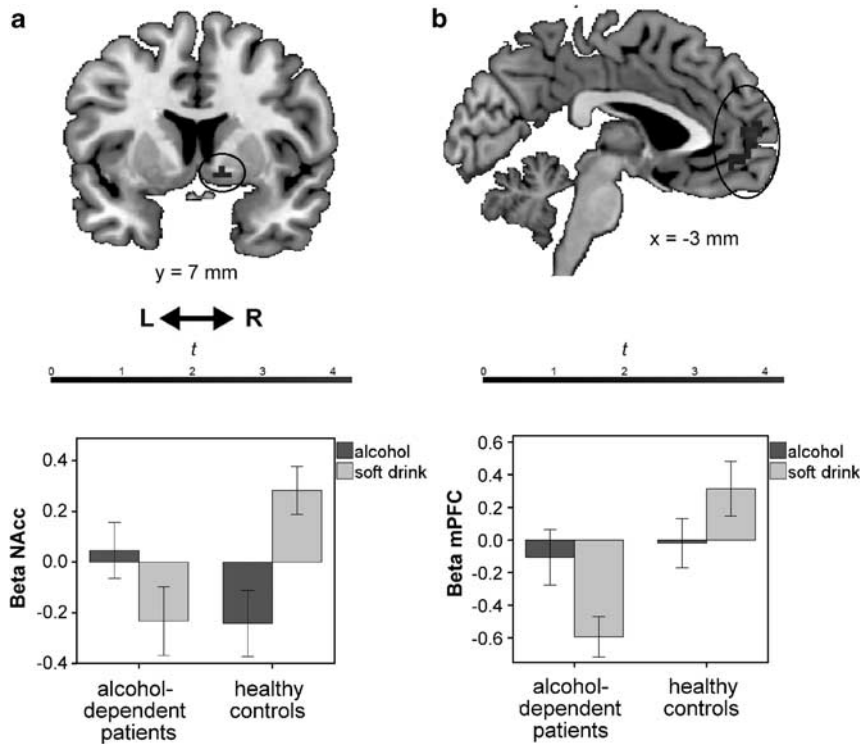 a
y = 7 mm
L R
t
0 1 2 3 4
alcohol
soft drink
Beta NAcc
0.4
0.2
0.0
-0.2
-0.4
alcohol-
dependent
patients
healthy
controls
b
x = -3 mm
t
0 1 2 3 4
alcohol
soft drink
Beta mPFC
0.6
0.4
0.2
-0.0
-0.2
-0.4
-0.6
alcohol-
dependent
patients
healthy
controls